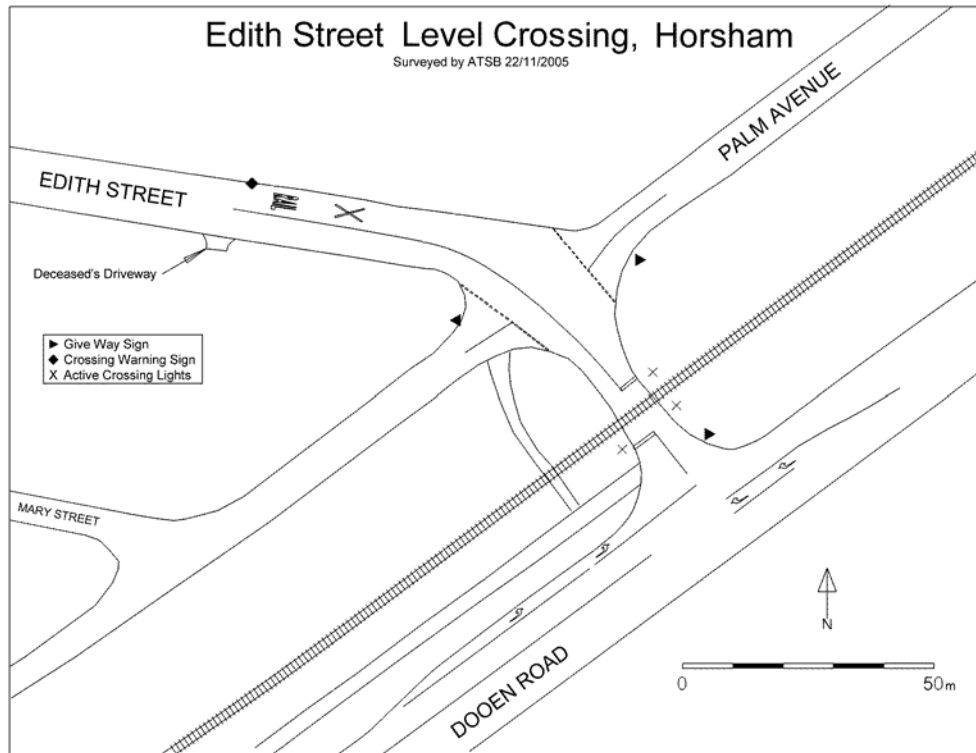 Edith Street Level Crossing, Horsham
Surveyed by ATSB 22/11/2005
PALM AVENUE
EDITH STREET
Deceased's Driveway
Give Way Sign
Crossing Warning Sign
X Active Crossing Lights
MARY STREET
DOOEN ROAD
N
0 50m